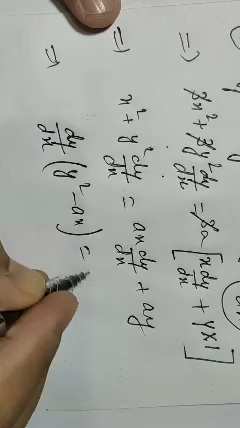 ⇒ 3x² + 3y² dy/dx = 3a [x dy/dx + y×1]
⇒ x² + y² dy/dx = ax dy/dx + ay
⇒ dy/dx (y² - ax) =